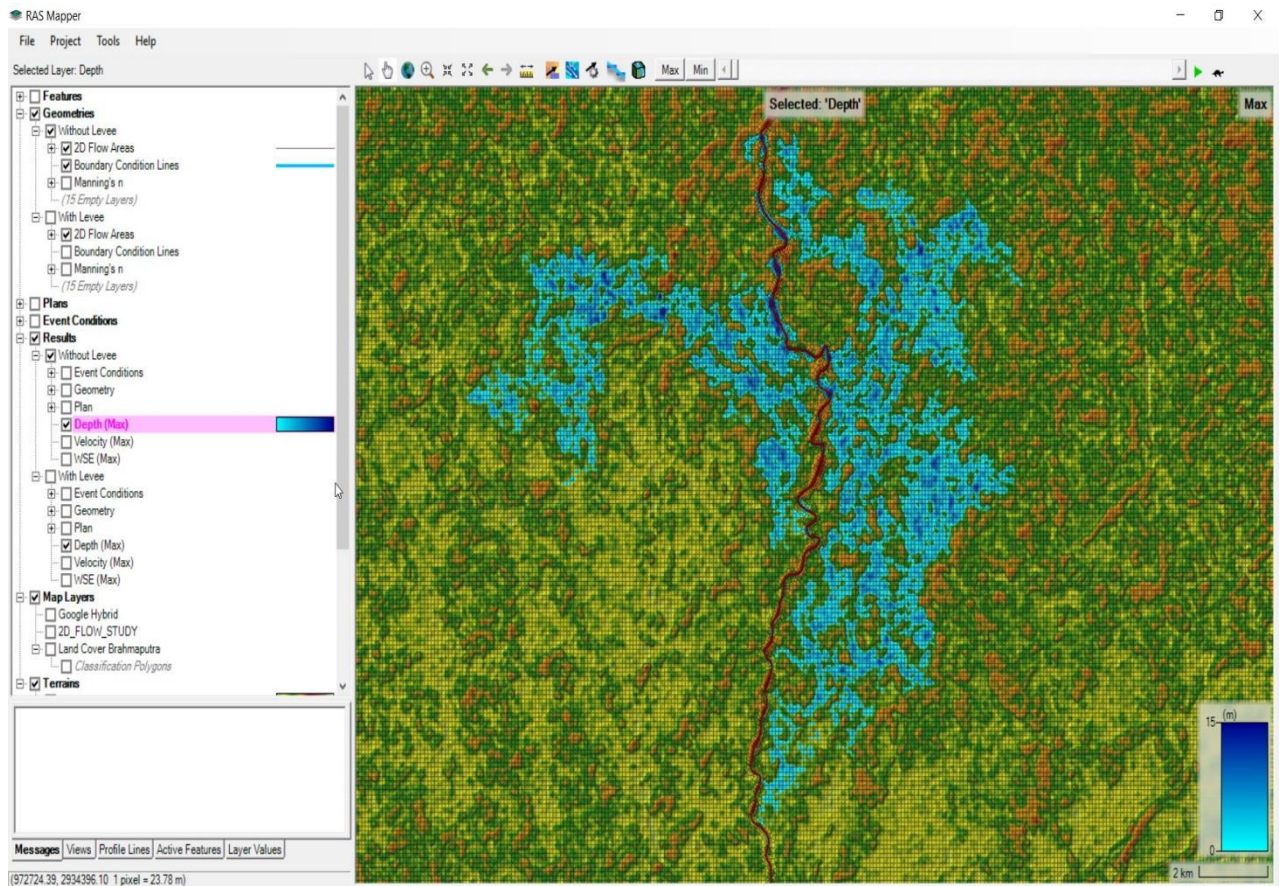 RAS Mapper
File Project Tools Help
Selected Layer: Depth
Max Min
Features
Geometries
Without Levee
2D Flow Areas
Boundary Condition Lines
Manning's n
(15 Empty Layers)
With Levee
2D Flow Areas
Boundary Condition Lines
Manning's n
(15 Empty Layers)
Plans
Event Conditions
Results
Without Levee
Event Conditions
Geometry
Plan
Depth (Max)
Velocity (Max)
WSE (Max)
With Levee
Event Conditions
Geometry
Plan
Depth (Max)
Velocity (Max)
WSE (Max)
Map Layers
Google Hybrid
2D_FLOW_STUDY
Land Cover Brahmaputra
Classification Polygons
Terrains
Messages Views Profile Lines Active Features Layer Values
(972724.39, 2934396.10 1 pixel = 23.78 m)
Selected: 'Depth'
Max
15 (m)
0
2 km